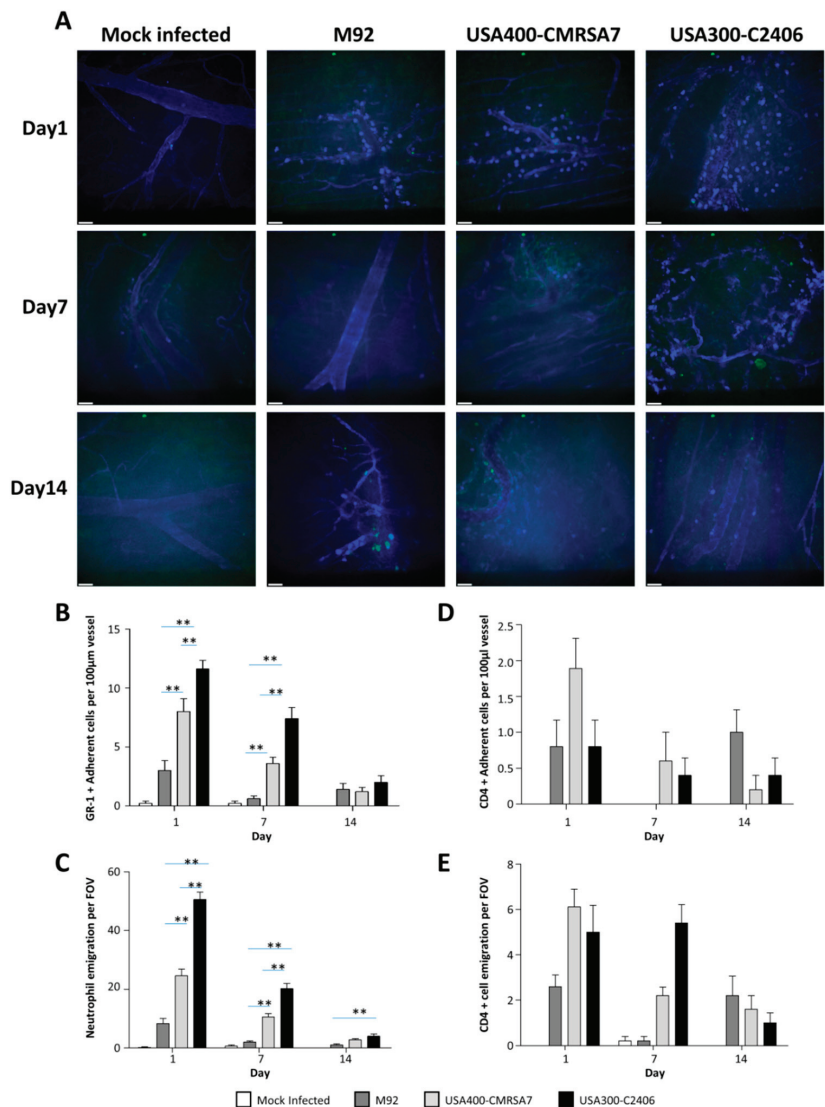 A
Mock infected M92 USA400-CMRSA7 USA300-C2406
Day1
Day7
Day14
B
GR-1 + Adherent cells per 100µm vessel
15
10
5
0
** ** ** ** ** **
1 7 14
Day
D
CD4 + Adherent cells per 100µl vessel
2.5
2.0
1.5
1.0
0.5
0
1 7 14
Day
C
Neutrophil emigration per FOV
60
40
20
0
** ** ** ** ** ** **
1 7 14
Day
E
CD4 + cell emigration per FOV
8
6
4
2
0
1 7 14
Day
Mock Infected M92 USA400-CMRSA7 USA300-C2406